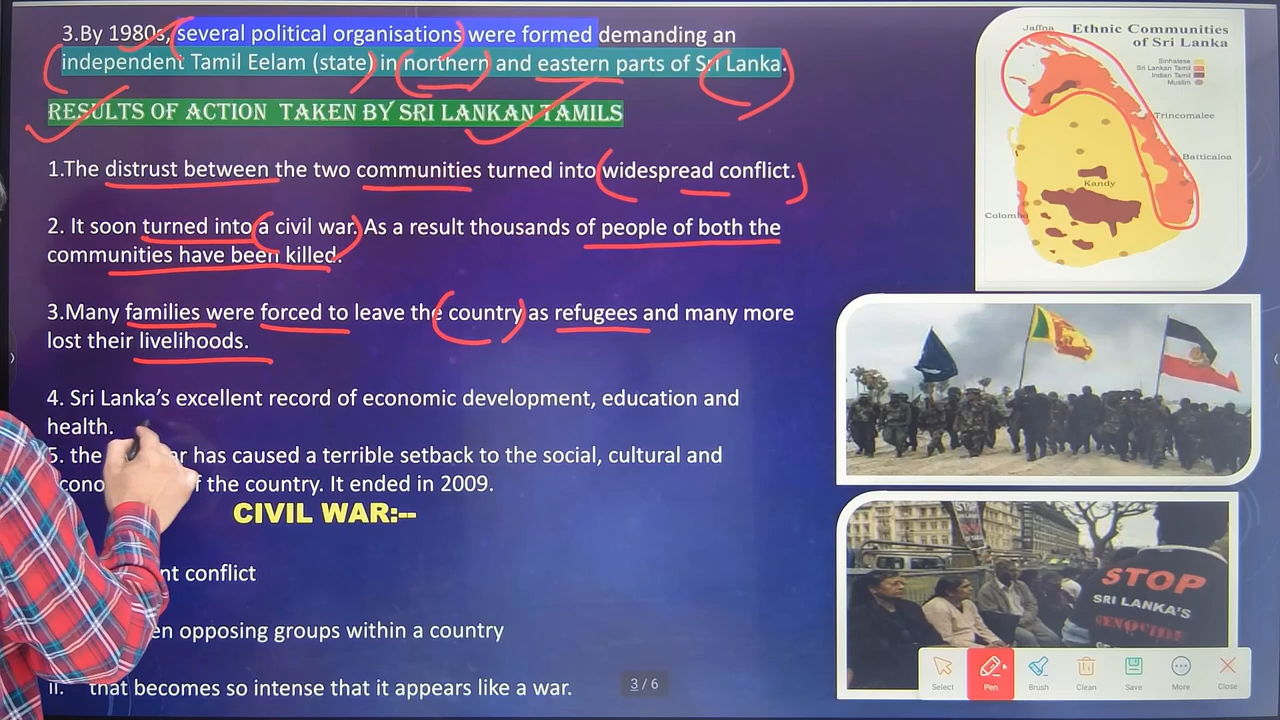 3.By 1980s, several political organisations were formed demanding an
independent Tamil Eelam (state) in northern and eastern parts of Sri Lanka.
RESULTS OF ACTION TAKEN BY SRI LANKAN TAMILS
1.The distrust between the two communities turned into widespread conflict.
2. It soon turned into a civil war. As a result thousands of people of both the
communities have been killed.
3.Many families were forced to leave the country as refugees and many more
lost their livelihoods.
4. Sri Lanka's excellent record of economic development, education and
health.
5. the has caused a terrible setback to the social, cultural and
the country. It ended in 2009.
CIVIL WAR:--
conflict
opposing groups within a country
II. that becomes so intense that it appears like a war.
Ethnic Communities
of Sri Lanka
Sinhalese
Sri Lankan Tamil
Indian Tamil
Muslim
Jaffna
Trincomalee
Batticaloa
Kandy
Colombo
STOP
STOP
SRI LANKA'S
GENOCIDE
3 / 6
Select
Pen
Brush
Clean
Save
More
Close